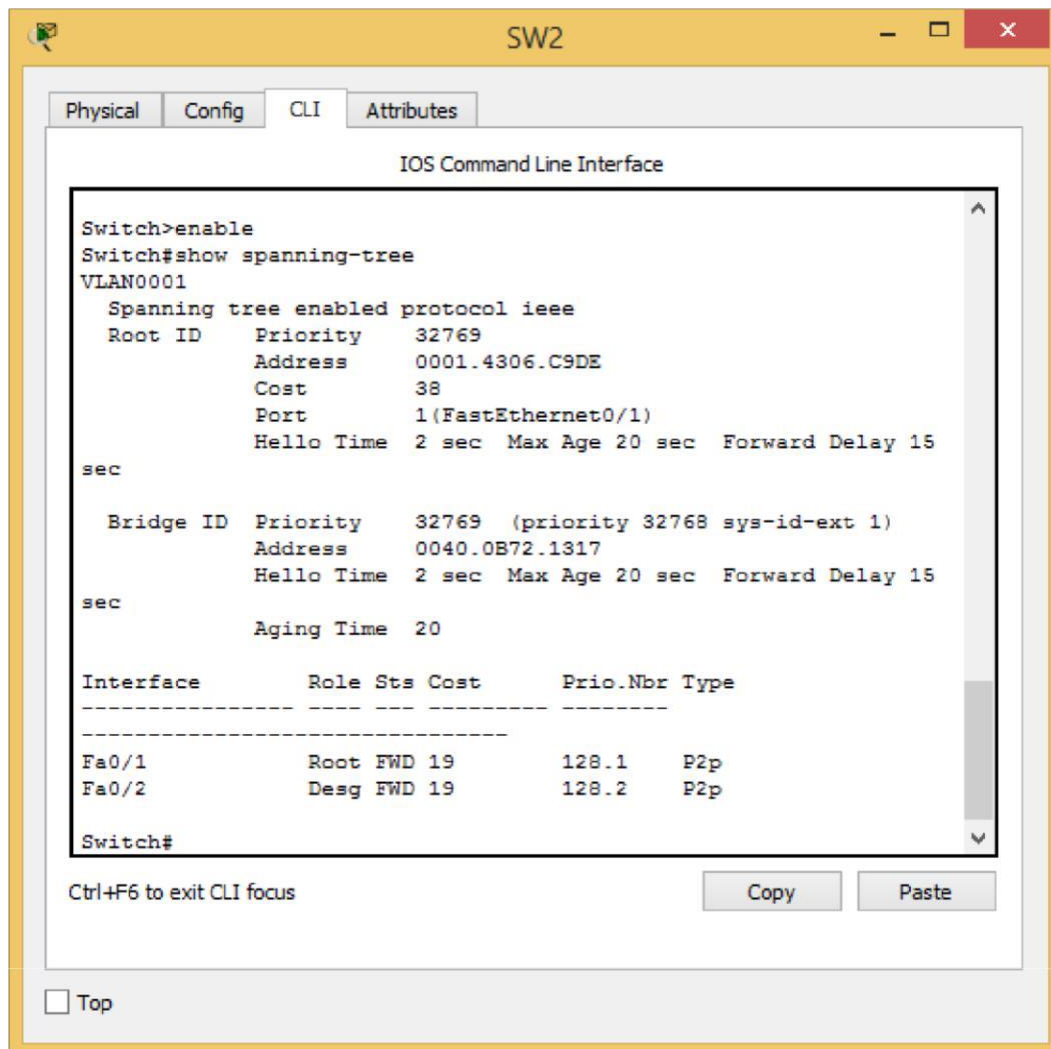 SW2
Physical Config CLI Attributes
IOS Command Line Interface
Switch>enable
Switch#show spanning-tree
VLAN0001
  Spanning tree enabled protocol ieee
  Root ID    Priority    32769
             Address     0001.4306.C9DE
             Cost        38
             Port        1(FastEthernet0/1)
             Hello Time  2 sec  Max Age 20 sec  Forward Delay 15
sec

  Bridge ID  Priority    32769  (priority 32768 sys-id-ext 1)
             Address     0040.0B72.1317
             Hello Time  2 sec  Max Age 20 sec  Forward Delay 15
sec
             Aging Time  20

Interface        Role Sts Cost      Prio.Nbr Type
---------------- ---- --- --------- --------
--------------------------------
Fa0/1            Root FWD 19        128.1    P2p
Fa0/2            Desg FWD 19        128.2    P2p

Switch#
Ctrl+F6 to exit CLI focus
Copy Paste
Top